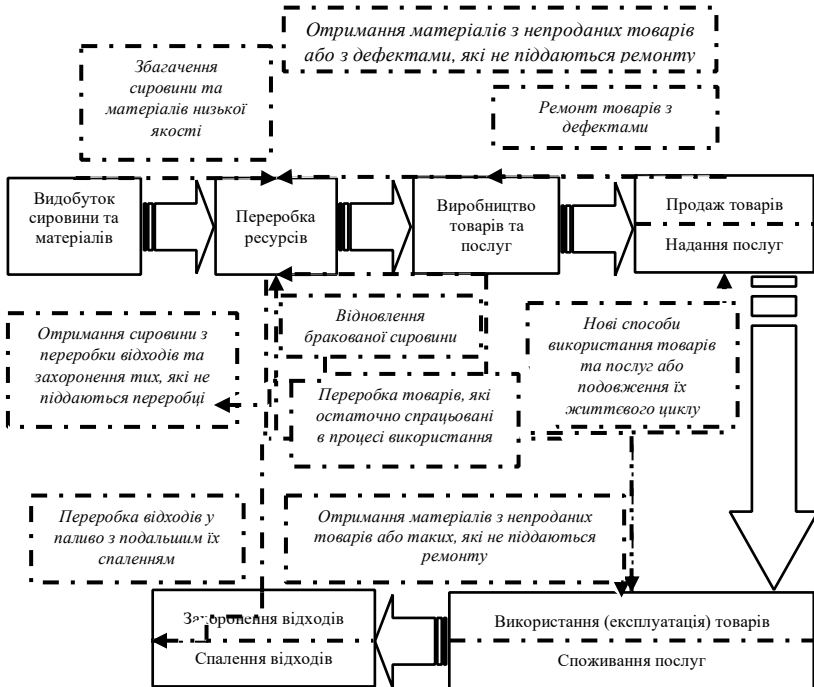 Отримання матеріалів з непроданих товарів
або з дефектами, які не піддаються ремонту
Збагачення
сировини та
матеріалів низької
якості
Ремонт товарів з
дефектами
Видобуток
сировини та
матеріалів
Переробка
ресурсів
Виробництво
товарів та
послуг
Продаж товарів
Надання послуг
Отримання сировини з
переробки відходів та
захоронення тих, які не
піддаються переробці
Відновлення
бракованої сировини
Нові способи
використання товарів
та послуг або
подовження їх
життєвого циклу
Переробка товарів, які
остаточно спрацьовані
в процесі використання
Переробка відходів у
паливо з подальшим їх
спаленням
Отримання матеріалів з непроданих
товарів або таких, які не піддаються
ремонту
Захоронення відходів
Спалення відходів
Використання (експлуатація) товарів
Споживання послуг